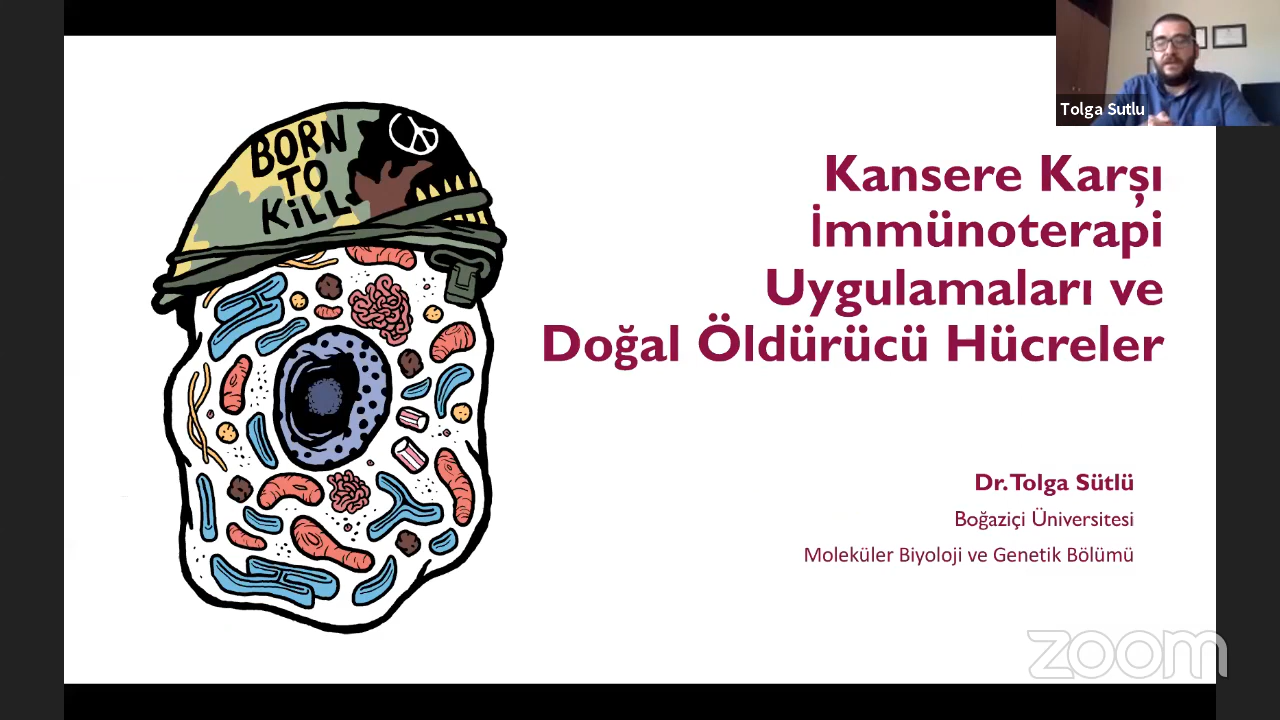 Tolga Sutlu
BORN
TO
KiLL
Kansere Karşı
İmmünoterapi
Uygulamaları ve
Doğal Öldürücü Hücreler
Dr. Tolga Sütlü
Boğaziçi Üniversitesi
Moleküler Biyoloji ve Genetik Bölümü
zoom